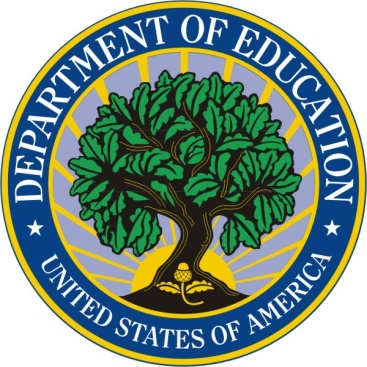 DEPARTMENT OF EDUCATION
UNITED STATES OF AMERICA